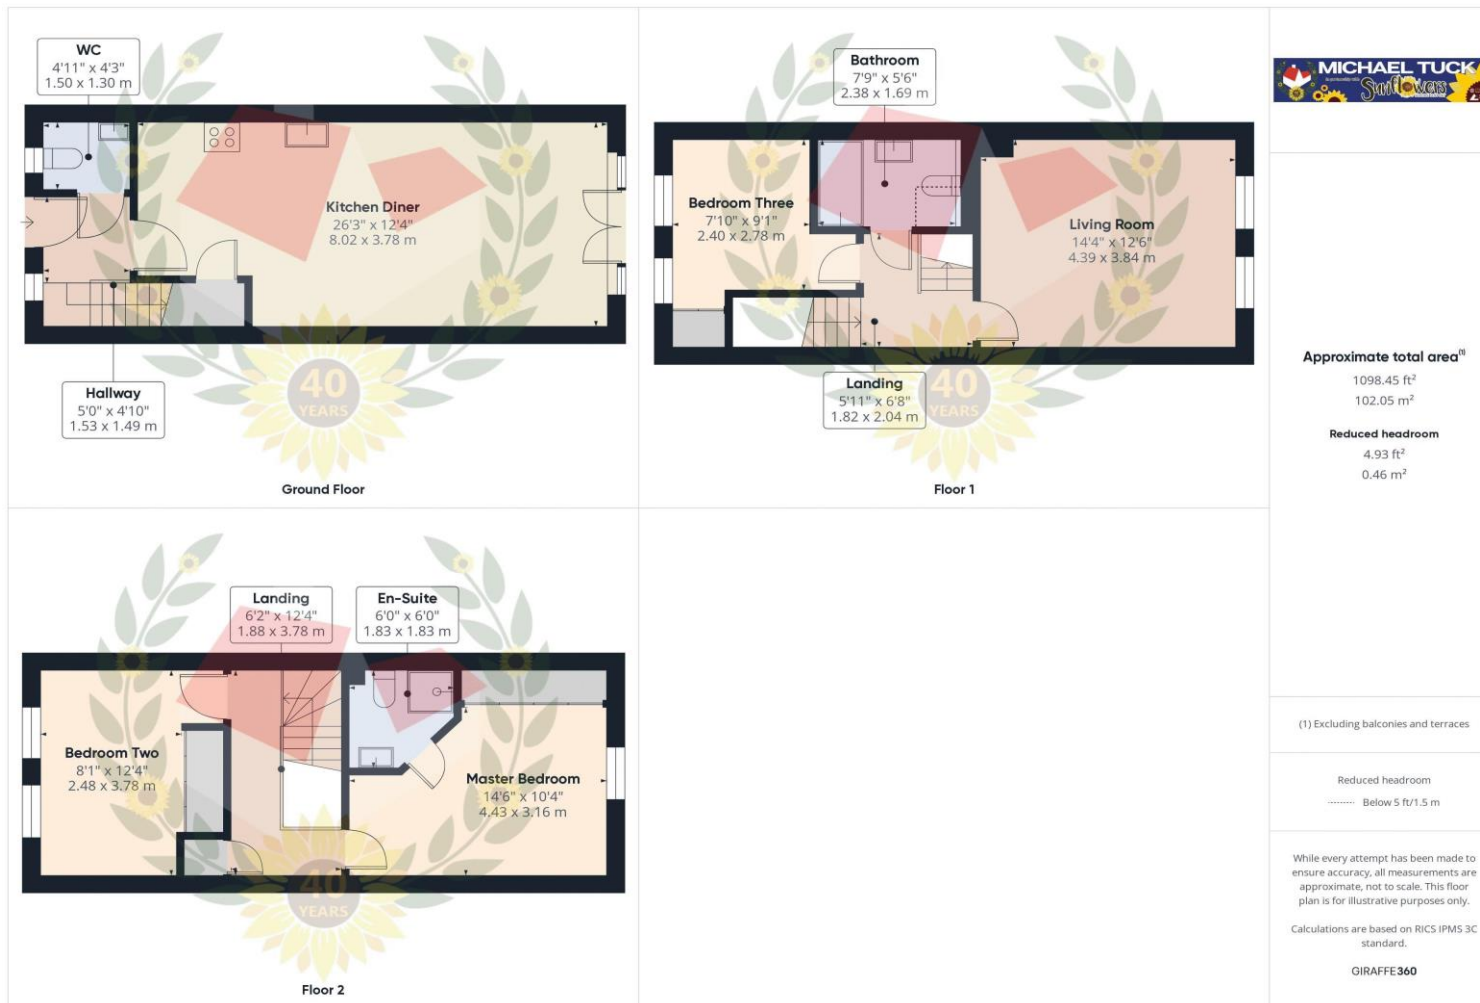 WC
4'11" x 4'3"
1.50 x 1.30 m
Kitchen Diner
26'3" x 12'4"
8.02 x 3.78 m
Hallway
5'0" x 4'10"
1.53 x 1.49 m
40
YEARS
Ground Floor
Bathroom
7'9" x 5'6"
2.38 x 1.69 m
Bedroom Three
7'10" x 9'1"
2.40 x 2.78 m
Living Room
14'4" x 12'6"
4.39 x 3.84 m
Landing
5'11" x 6'8"
1.82 x 2.04 m
40
YEARS
Floor 1
Landing
6'2" x 12'4"
1.88 x 3.78 m
En-Suite
6'0" x 6'0"
1.83 x 1.83 m
Bedroom Two
8'1" x 12'4"
2.48 x 3.78 m
Master Bedroom
14'6" x 10'4"
4.43 x 3.16 m
40
YEARS
Floor 2
MICHAEL TUCK
Sunflowers
Approximate total area(1)
1098.45 ft²
102.05 m²
Reduced headroom
4.93 ft²
0.46 m²
(1) Excluding balconies and terraces
Reduced headroom
Below 5 ft/1.5 m
While every attempt has been made to
ensure accuracy, all measurements are
approximate, not to scale. This floor
plan is for illustrative purposes only.
Calculations are based on RICS IPMS 3C
standard.
GIRAFFE360